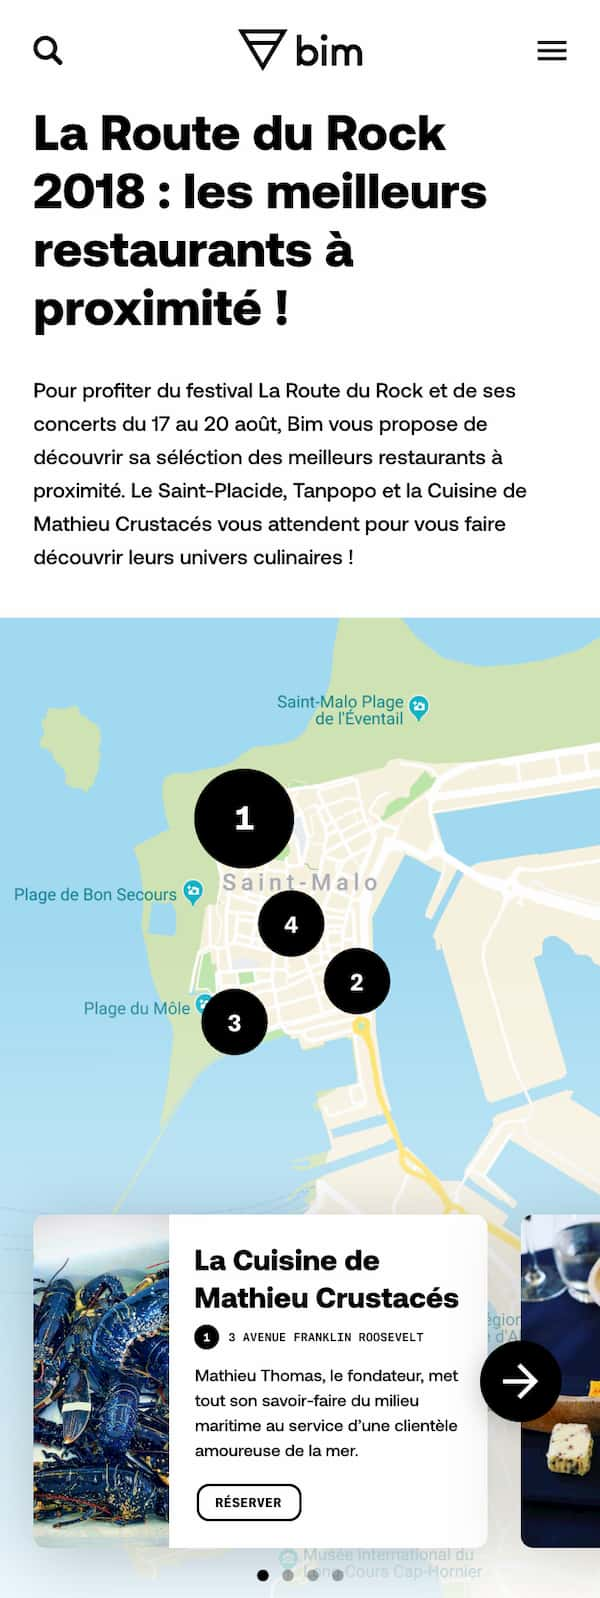 bim
La Route du Rock
2018 : les meilleurs
restaurants à
proximité !
Pour profiter du festival La Route du Rock et de ses
concerts du 17 au 20 août, Bim vous propose de
découvrir sa séléction des meilleurs restaurants à
proximité. Le Saint-Placide, Tanpopo et la Cuisine de
Mathieu Crustacés vous attendent pour vous faire
découvrir leurs univers culinaires !
Saint-Malo Plage
de l'Éventail
1
Saint-Malo
Plage de Bon Secours
4
2
Plage du Môle
3
La Cuisine de
Mathieu Crustacés
1 3 AVENUE FRANKLIN ROOSEVELT
Mathieu Thomas, le fondateur, met
tout son savoir-faire du milieu
maritime au service d'une clientèle
amoureuse de la mer.
RÉSERVER
Musée international du
Long Cours Cap-Hornier